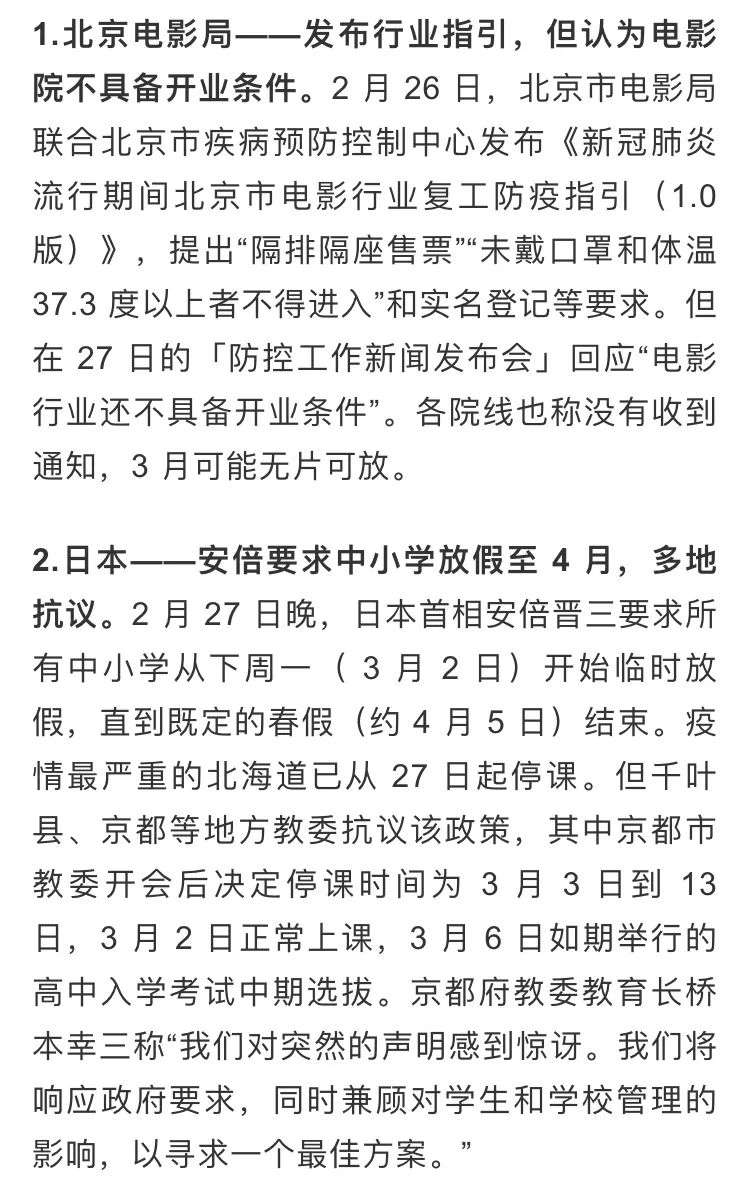 1.北京电影局——发布行业指引，但认为电影
院不具备开业条件。2 月 26 日，北京市电影局
联合北京市疾病预防控制中心发布《新冠肺炎
流行期间北京市电影行业复工防疫指引（1.0
版）》，提出“隔排隔座售票”“未戴口罩和体温
37.3 度以上者不得进入”和实名登记等要求。但
在 27 日的「防控工作新闻发布会」回应“电影
行业还不具备开业条件”。各院线也称没有收到
通知，3 月可能无片可放。
2.日本——安倍要求中小学放假至 4 月，多地
抗议。2 月 27 日晚，日本首相安倍晋三要求所
有中小学从下周一（ 3 月 2 日）开始临时放
假，直到既定的春假（约 4 月 5 日）结束。疫
情最严重的北海道已从 27 日起停课。但千叶
县、京都等地方教委抗议该政策，其中京都市
教委开会后决定停课时间为 3 月 3 日到 13
日，3 月 2 日正常上课，3 月 6 日如期举行的
高中入学考试中期选拔。京都府教委教育长桥
本幸三称“我们对突然的声明感到惊讶。我们将
响应政府要求，同时兼顾对学生和学校管理的
影响，以寻求一个最佳方案。”